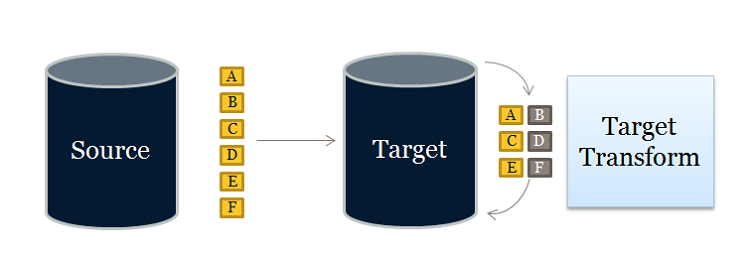 Source
A
B
C
D
E
F
Target
A B
C D
E F
Target
Transform